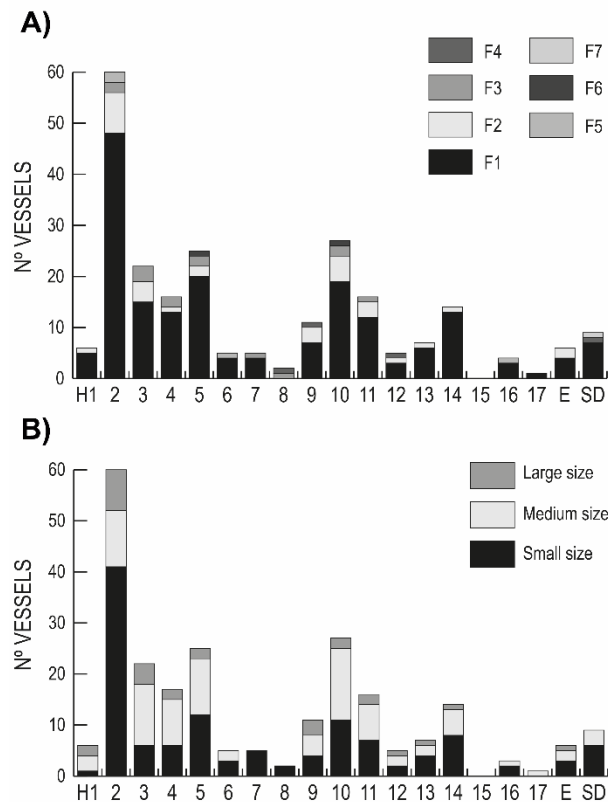 A)
F4 F7
F3 F6
F2 F5
F1
60
50
40
30
20
10
0
Nº VESSELS
H1 2 3 4 5 6 7 8 9 10 11 12 13 14 15 16 17 E SD
B)
Large size
Medium size
Small size
60
50
40
30
20
10
0
Nº VESSELS
H1 2 3 4 5 6 7 8 9 10 11 12 13 14 15 16 17 E SD